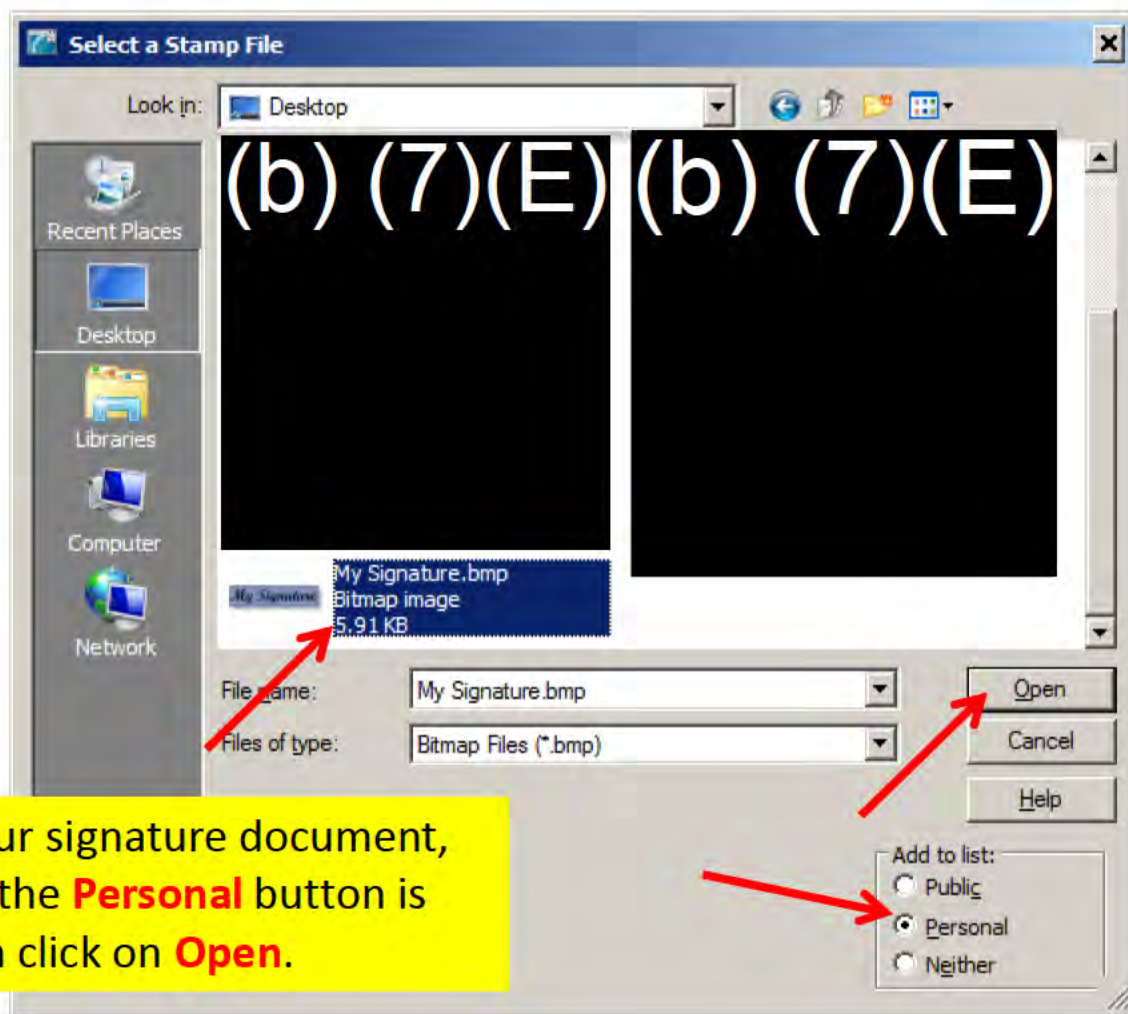 Select a Stamp File
Look in:
Desktop
(b) (7)(E)
(b) (7)(E)
Recent Places
Desktop
Libraries
Computer
Network
My Signature
My Signature.bmp
Bitmap image
5.91 KB
File name:
My Signature.bmp
Open
Files of type:
Bitmap Files (*.bmp)
Cancel
Help
ur signature document,
the Personal button is
click on Open.
Add to list:
Public
Personal
Neither